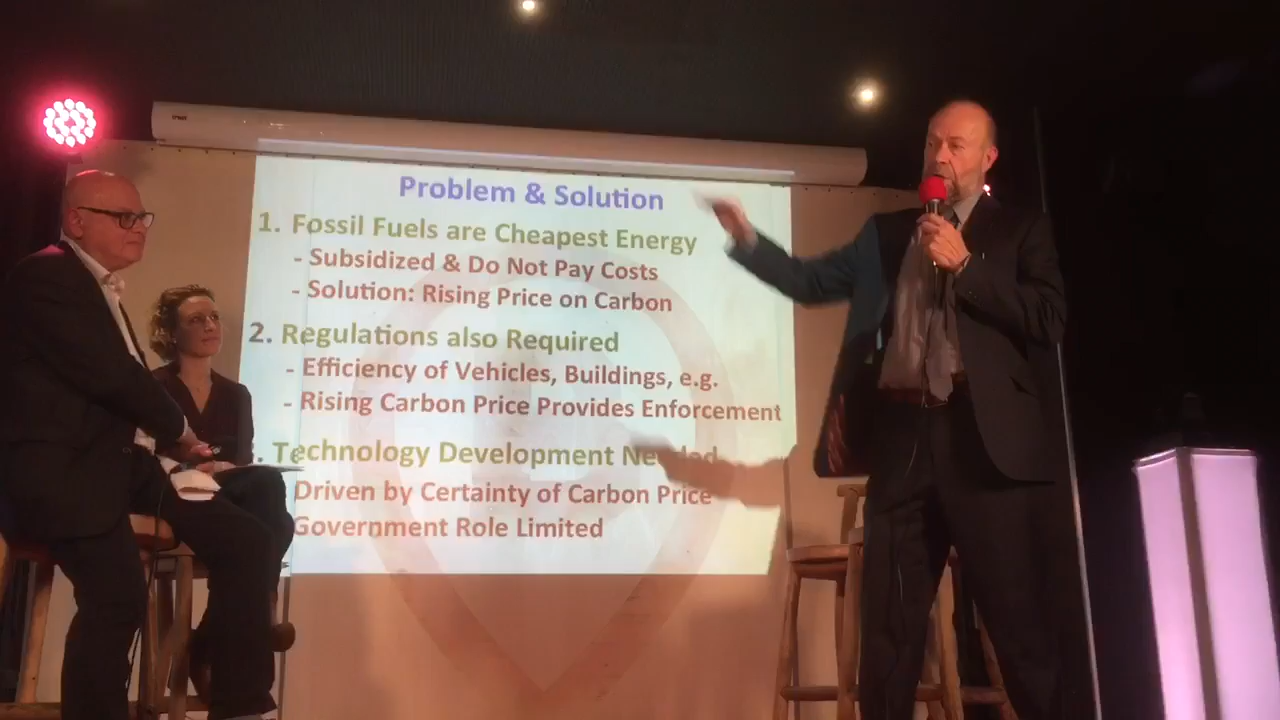 Problem & Solution
1. Fossil Fuels are Cheapest Energy
- Subsidized & Do Not Pay Costs
- Solution: Rising Price on Carbon
2. Regulations also Required
- Efficiency of Vehicles, Buildings, e.g.
- Rising Carbon Price Provides Enforcement
. Technology Development Needed
Driven by Certainty of Carbon Price
Government Role Limited